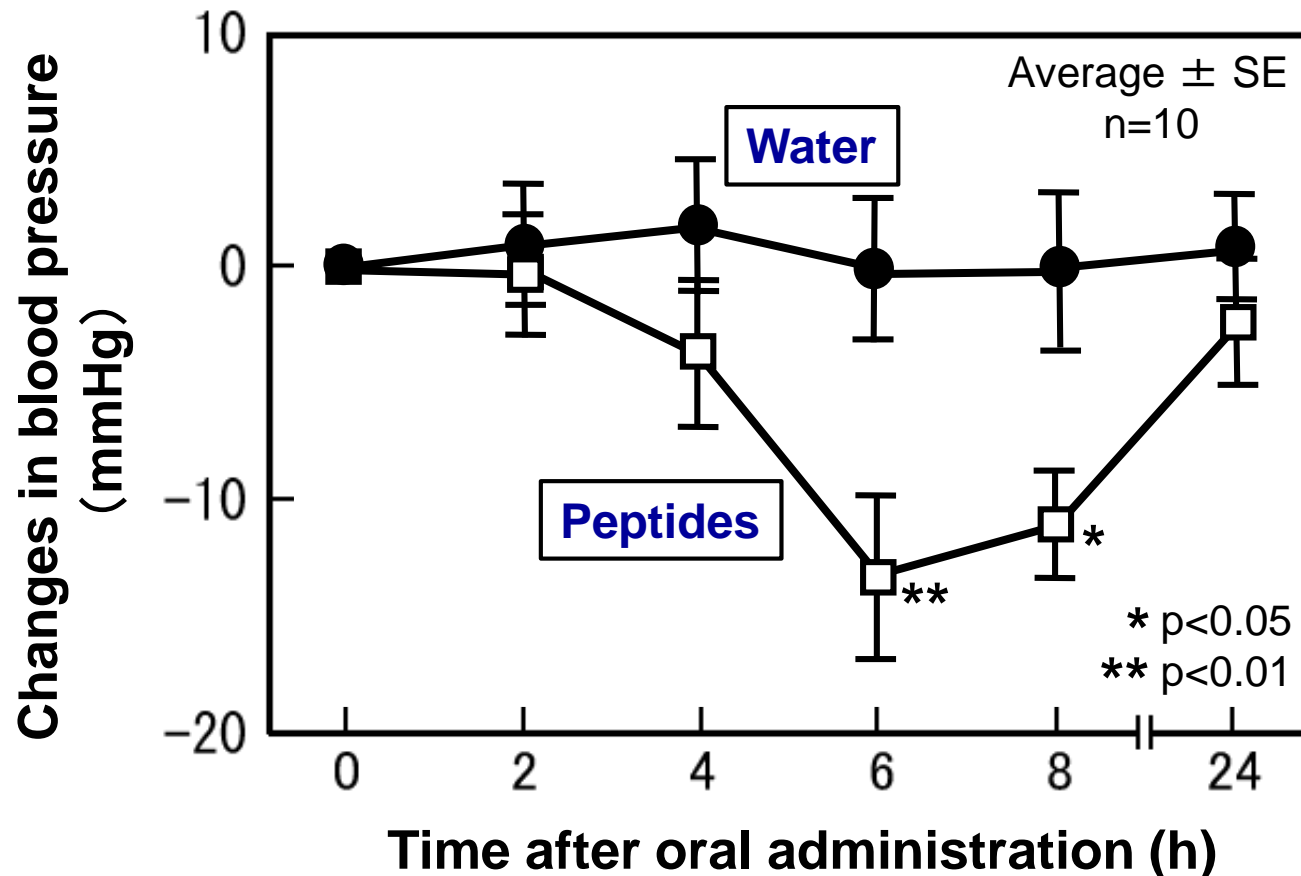 Changes in blood pressure
(mmHg)
10
0
-10
-20
Average ± SE
n=10
Water
Peptides
**
*
* p<0.05
** p<0.01
0 2 4 6 8 24
Time after oral administration (h)